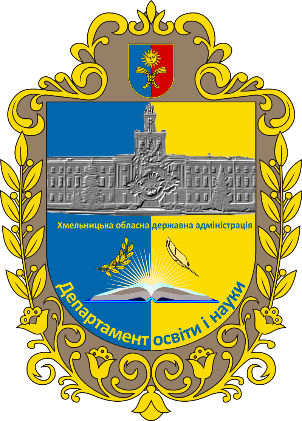 Хмельницька обласна державна адміністрація
Департамент освіти і науки